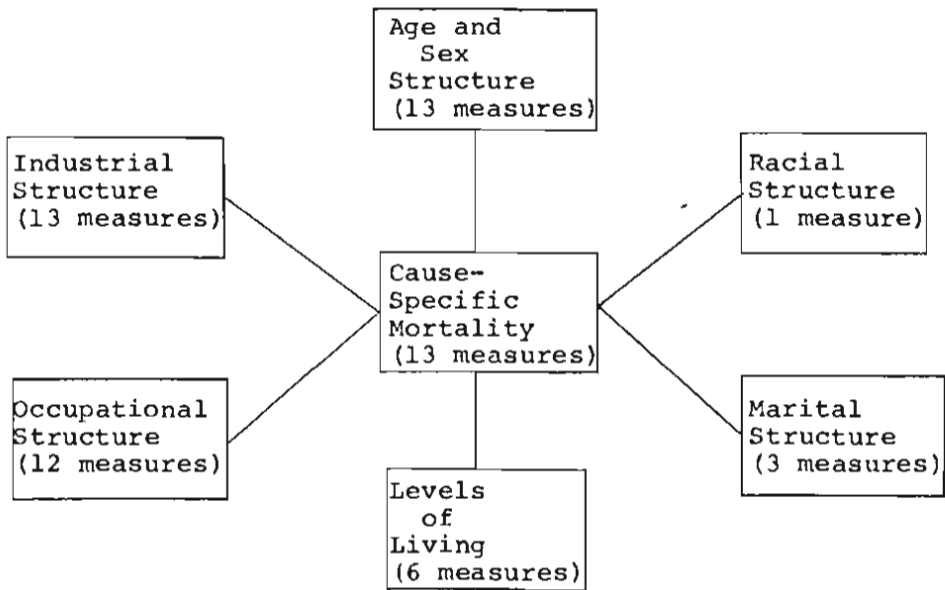 Age and
Sex
Structure
(13 measures)
Industrial
Structure
(13 measures)
Racial
Structure
(1 measure)
Cause-
Specific
Mortality
(13 measures)
Occupational
Structure
(12 measures)
Marital
Structure
(3 measures)
Levels
of
Living
(6 measures)